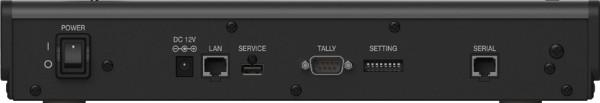 POWER
I
O
DC 12V
LAN
SERVICE
TALLY
SETTING
SERIAL